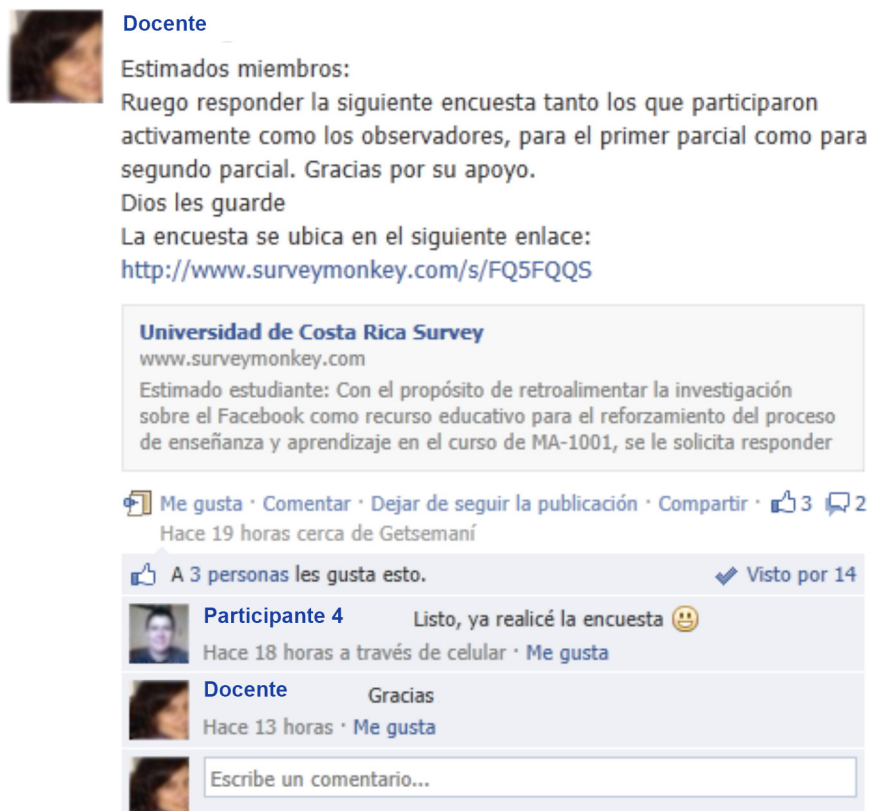 Docente
Estimados miembros:
Ruego responder la siguiente encuesta tanto los que participaron
activamente como los observadores, para el primer parcial como para
segundo parcial. Gracias por su apoyo.
Dios les guarde
La encuesta se ubica en el siguiente enlace:
http://www.surveymonkey.com/s/FQ5FQQS
Universidad de Costa Rica Survey
www.surveymonkey.com
Estimado estudiante: Con el propósito de retroalimentar la investigación
sobre el Facebook como recurso educativo para el reforzamiento del proceso
de enseñanza y aprendizaje en el curso de MA-1001, se le solicita responder
Me gusta · Comentar · Dejar de seguir la publicación · Compartir · 3 2
Hace 19 horas cerca de Getsemaní
A 3 personas les gusta esto. Visto por 14
Participante 4 Listo, ya realicé la encuesta 😃
Hace 18 horas a través de celular · Me gusta
Docente Gracias
Hace 13 horas · Me gusta
Escribe un comentario...